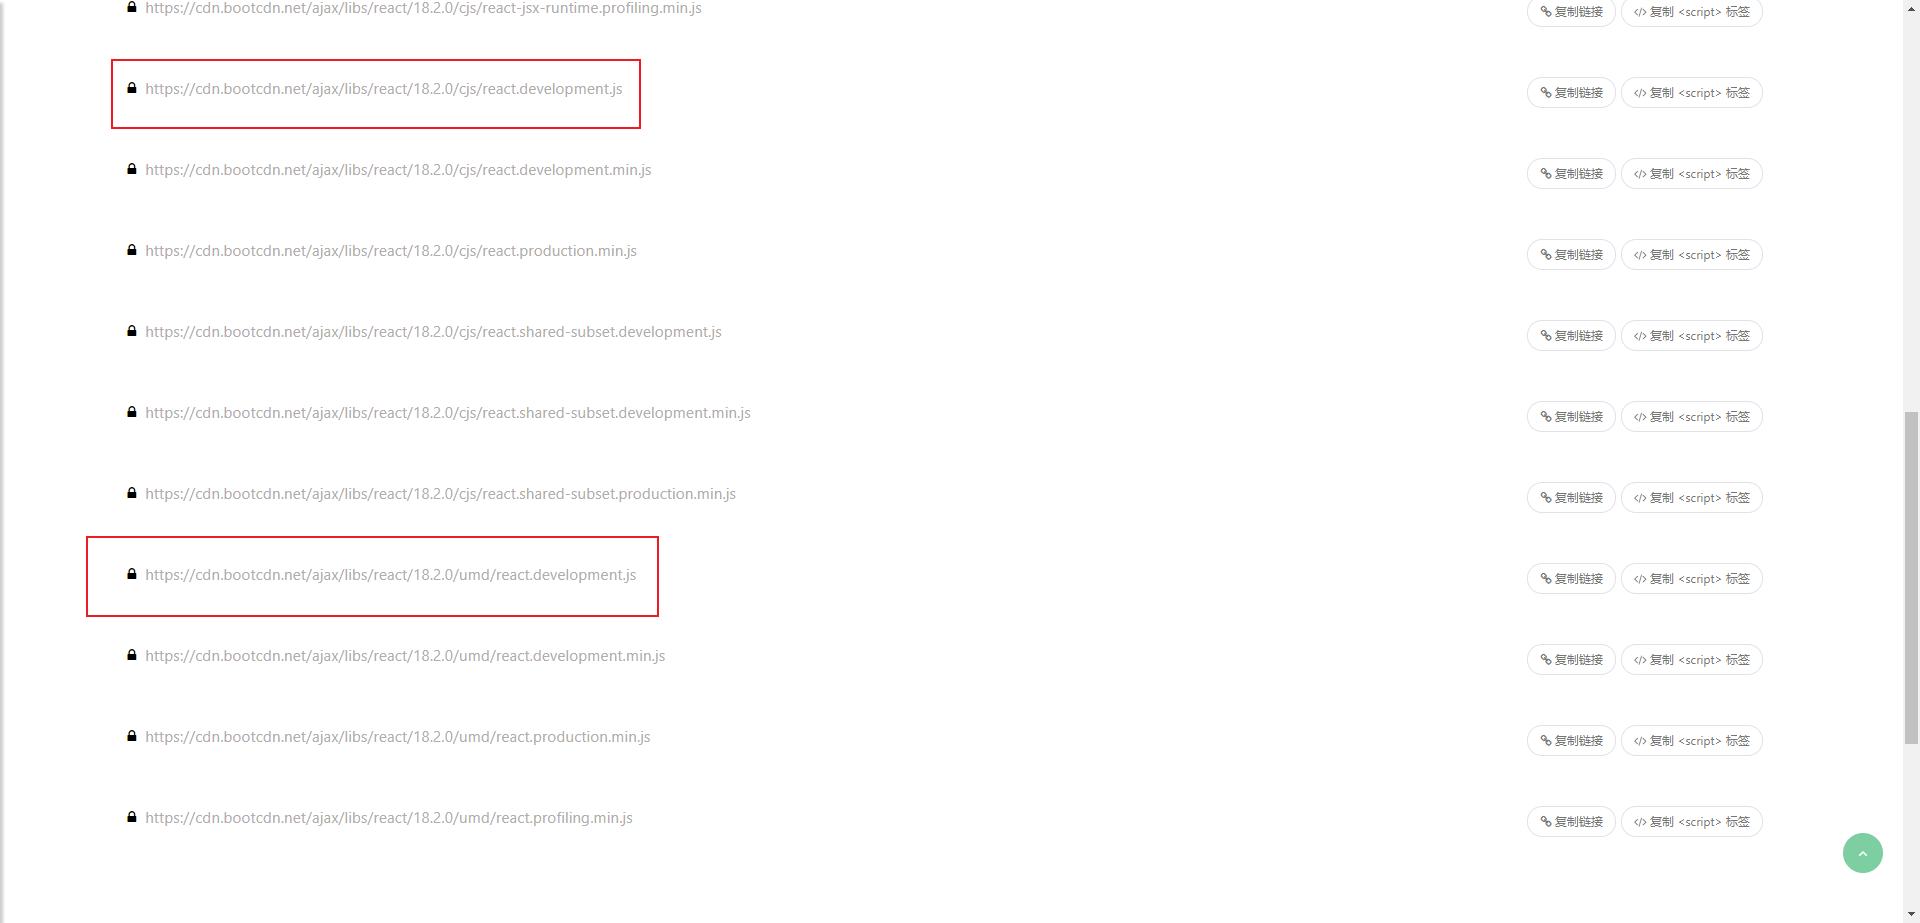 https://cdn.bootcdn.net/ajax/libs/react/18.2.0/cjs/react-jsx-runtime.profiling.min.js 复制链接 </> 复制 <script> 标签
https://cdn.bootcdn.net/ajax/libs/react/18.2.0/cjs/react.development.js 复制链接 </> 复制 <script> 标签
https://cdn.bootcdn.net/ajax/libs/react/18.2.0/cjs/react.development.min.js 复制链接 </> 复制 <script> 标签
https://cdn.bootcdn.net/ajax/libs/react/18.2.0/cjs/react.production.min.js 复制链接 </> 复制 <script> 标签
https://cdn.bootcdn.net/ajax/libs/react/18.2.0/cjs/react.shared-subset.development.js 复制链接 </> 复制 <script> 标签
https://cdn.bootcdn.net/ajax/libs/react/18.2.0/cjs/react.shared-subset.development.min.js 复制链接 </> 复制 <script> 标签
https://cdn.bootcdn.net/ajax/libs/react/18.2.0/cjs/react.shared-subset.production.min.js 复制链接 </> 复制 <script> 标签
https://cdn.bootcdn.net/ajax/libs/react/18.2.0/umd/react.development.js 复制链接 </> 复制 <script> 标签
https://cdn.bootcdn.net/ajax/libs/react/18.2.0/umd/react.development.min.js 复制链接 </> 复制 <script> 标签
https://cdn.bootcdn.net/ajax/libs/react/18.2.0/umd/react.production.min.js 复制链接 </> 复制 <script> 标签
https://cdn.bootcdn.net/ajax/libs/react/18.2.0/umd/react.profiling.min.js 复制链接 </> 复制 <script> 标签